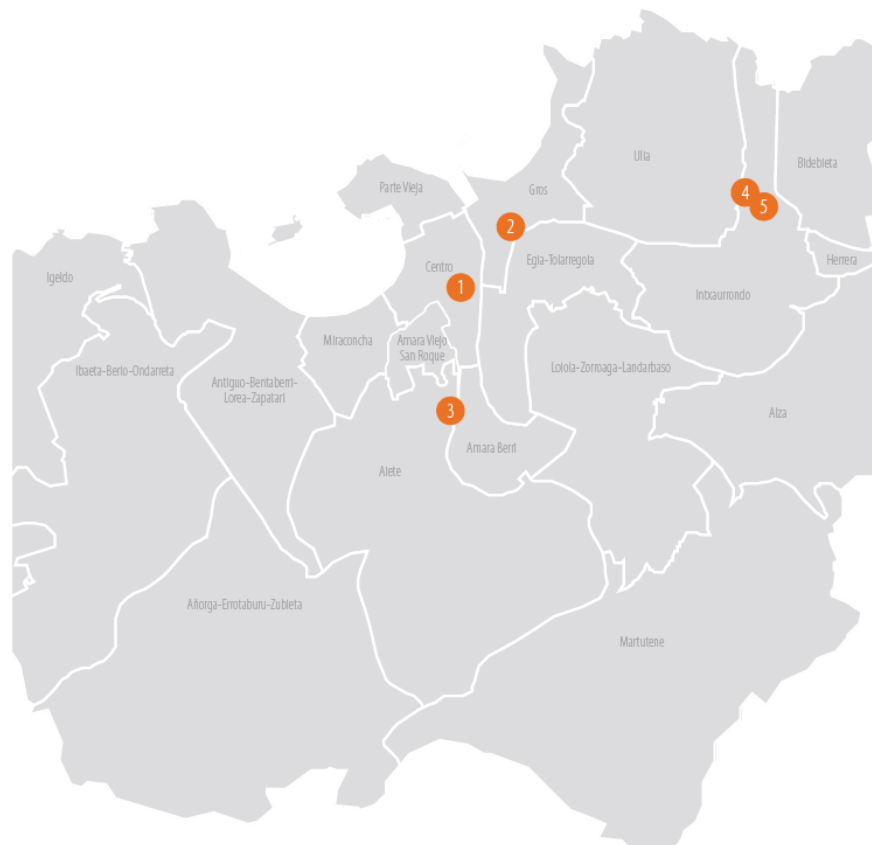 Ulia
Bidebieta
Parte Vieja
Gros
4
5
2
Egia-Tolarregola
Herrera
Igeldo
Centro
1
Intxaurrondo
Miraconcha
Amara Viejo
San Roque
Ibaeta-Berio-Ondarreta
Loiola-Zorroaga-Landarbaso
Antiguo-Bentaberri-
Lorea-Zapatari
3
Alza
Amara Berri
Aiete
Añorga-Errotaburu-Zubieta
Martutene